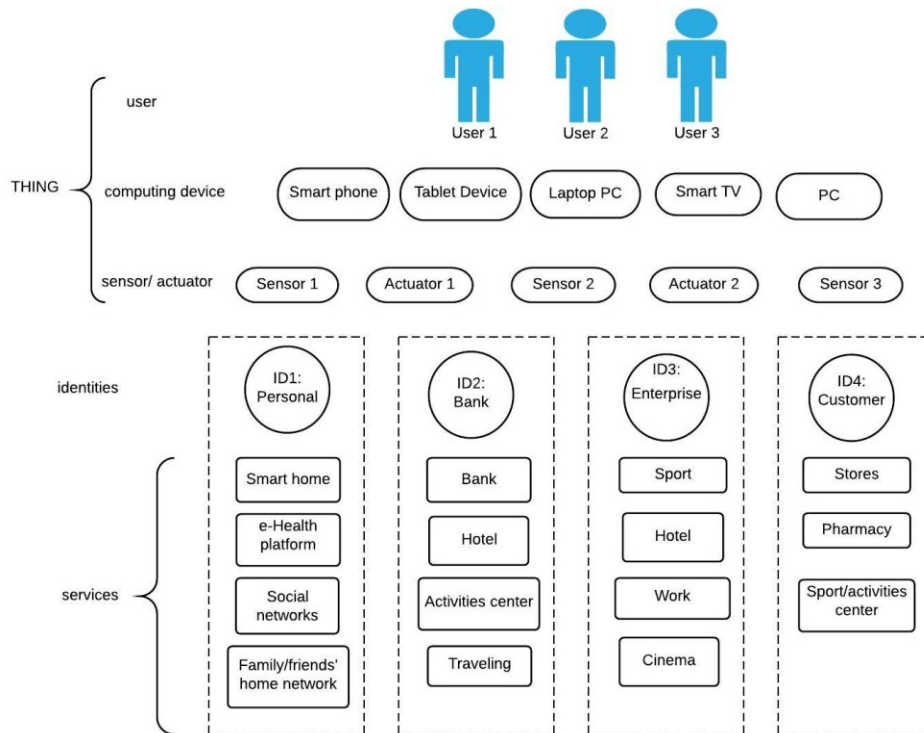 user
User 1
User 2
User 3
THING
computing device
Smart phone
Tablet Device
Laptop PC
Smart TV
PC
sensor/ actuator
Sensor 1
Actuator 1
Sensor 2
Actuator 2
Sensor 3
identities
ID1:
Personal
ID2:
Bank
ID3:
Enterprise
ID4:
Customer
services
Smart home
e-Health
platform
Social
networks
Family/friends'
home network
Bank
Hotel
Activities center
Traveling
Sport
Hotel
Work
Cinema
Stores
Pharmacy
Sport/activities
center